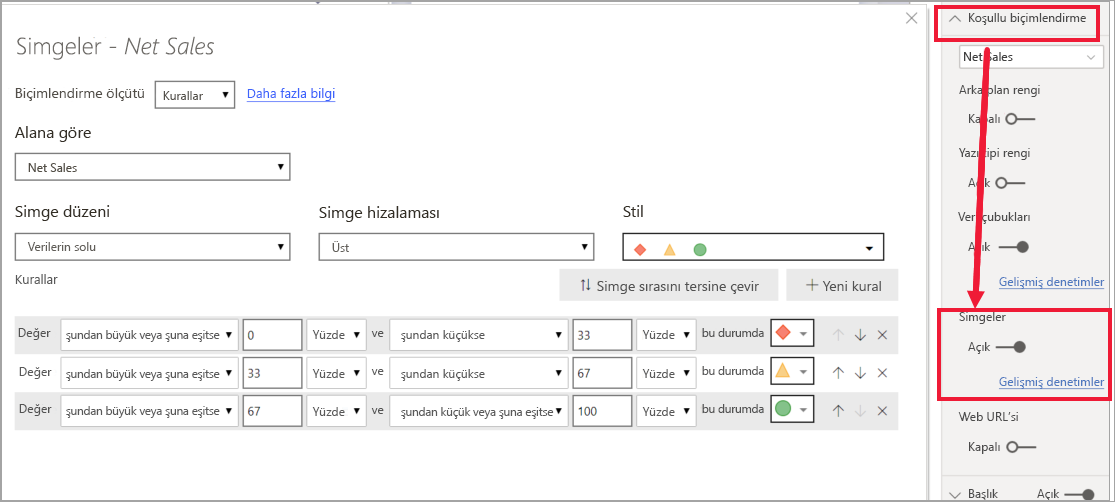 Simgeler - Net Sales
Biçimlendirme ölçütü Kurallar Daha fazla bilgi
Alana göre
Net Sales
Simge düzeni Simge hizalaması Stil
Verilerin solu Üst
Kurallar Simge sırasını tersine çevir Yeni kural
Değer şundan büyük veya şuna eşitse 0 Yüzde ve şundan küçükse 33 Yüzde bu durumda
Değer şundan büyük veya şuna eşitse 33 Yüzde ve şundan küçükse 67 Yüzde bu durumda
Değer şundan büyük veya şuna eşitse 67 Yüzde ve şundan küçük veya şuna eşitse 100 Yüzde bu durumda
Koşullu biçimlendirme
Net Sales
Arka plan rengi
Kapalı
Yazı tipi rengi
Açık
Veri çubukları
Açık
Gelişmiş denetimler
Simgeler
Açık
Gelişmiş denetimler
Web URL'si
Kapalı
Başlık Açık